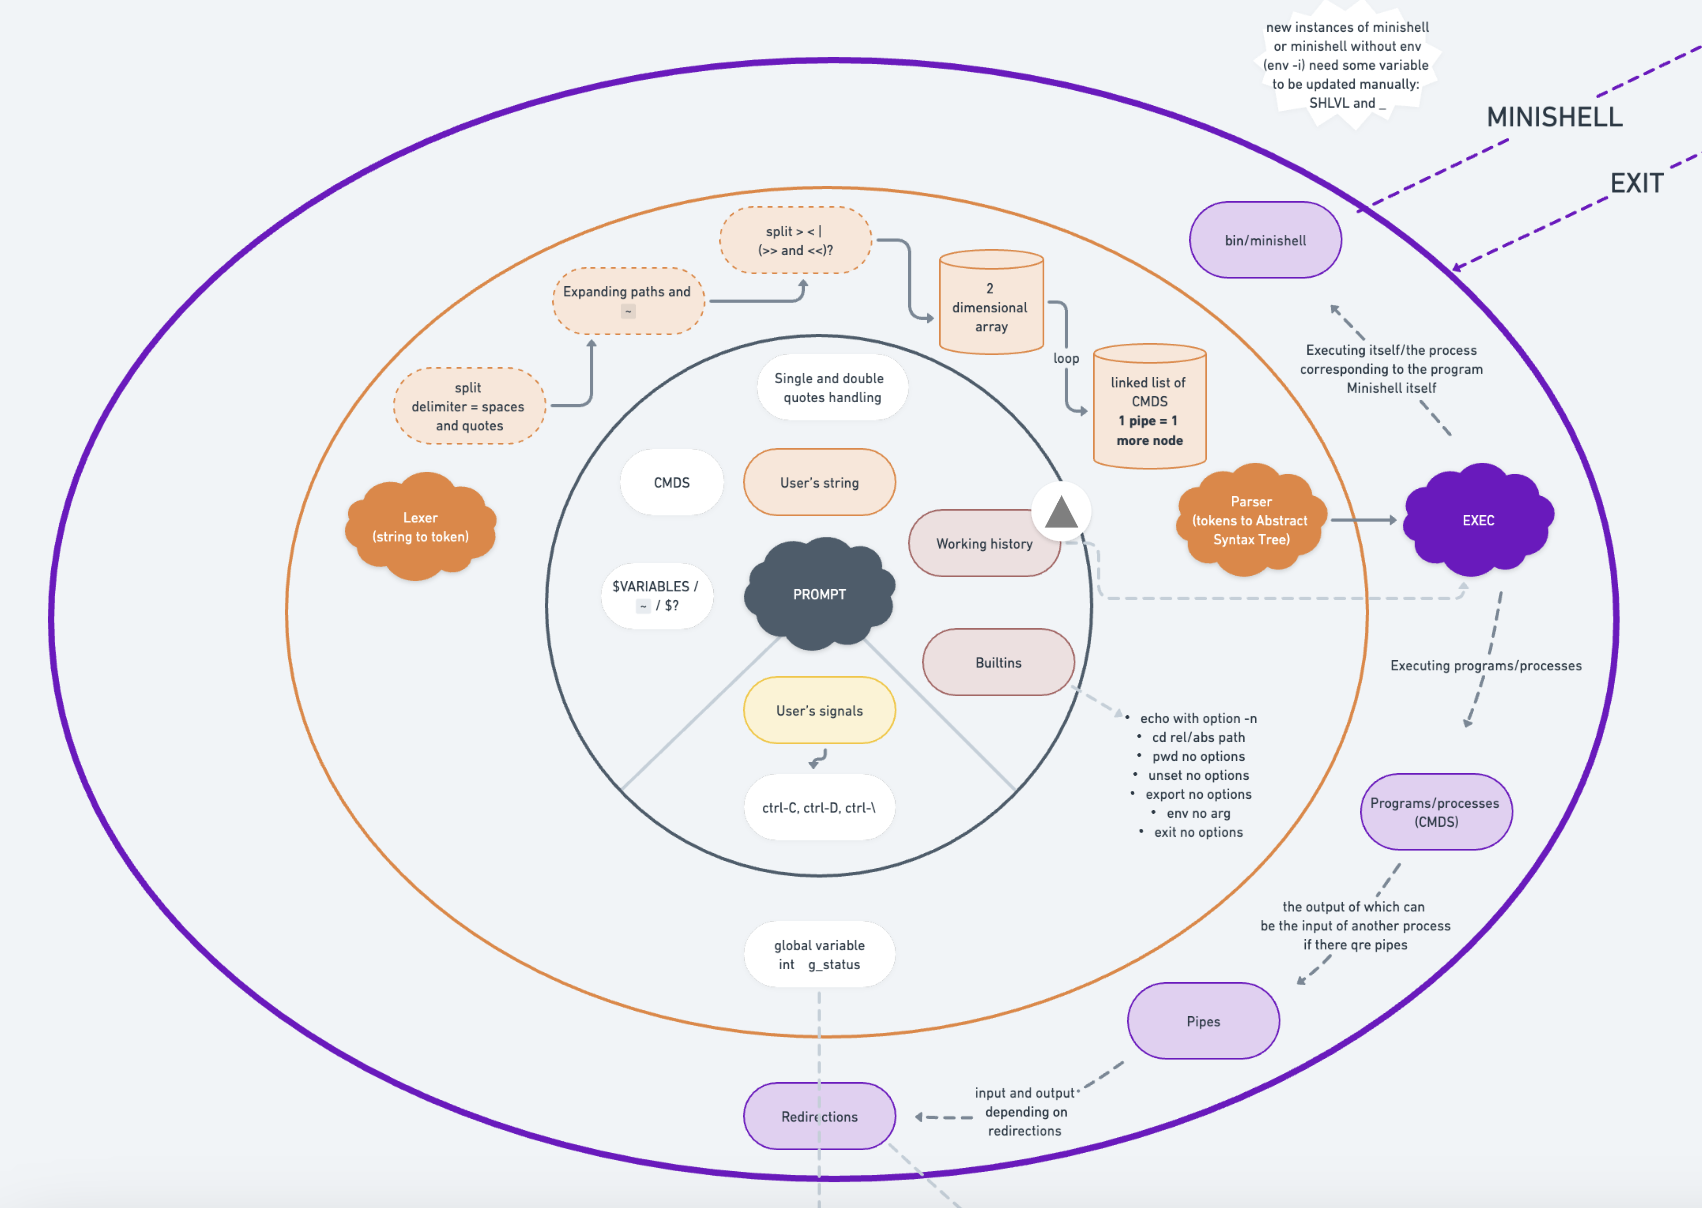 new instances of minishell
or minishell without env
(env -i) need some variable
to be updated manually:
SHLVL and _
MINISHELL
EXIT
bin/minishell
split > < |
(>> and <<)?
Expanding paths and
~
2
dimensional
array
loop
linked list of
CMDS
1 pipe = 1
more node
split
delimiter = spaces
and quotes
Single and double
quotes handling
Executing itself/the process
corresponding to the program
Minishell itself
CMDS
User's string
Lexer
(string to token)
Working history
Parser
(tokens to Abstract
Syntax Tree)
EXEC
$VARIABLES /
~ / $?
PROMPT
Builtins
Executing programs/processes
User's signals
• echo with option -n
• cd rel/abs path
• pwd no options
• unset no options
• export no options
• env no arg
• exit no options
ctrl-C, ctrl-D, ctrl-\
Programs/processes
(CMDS)
the output of which can
be the input of another process
if there qre pipes
global variable
int g_status
Pipes
input and output
depending on
redirections
Redirections